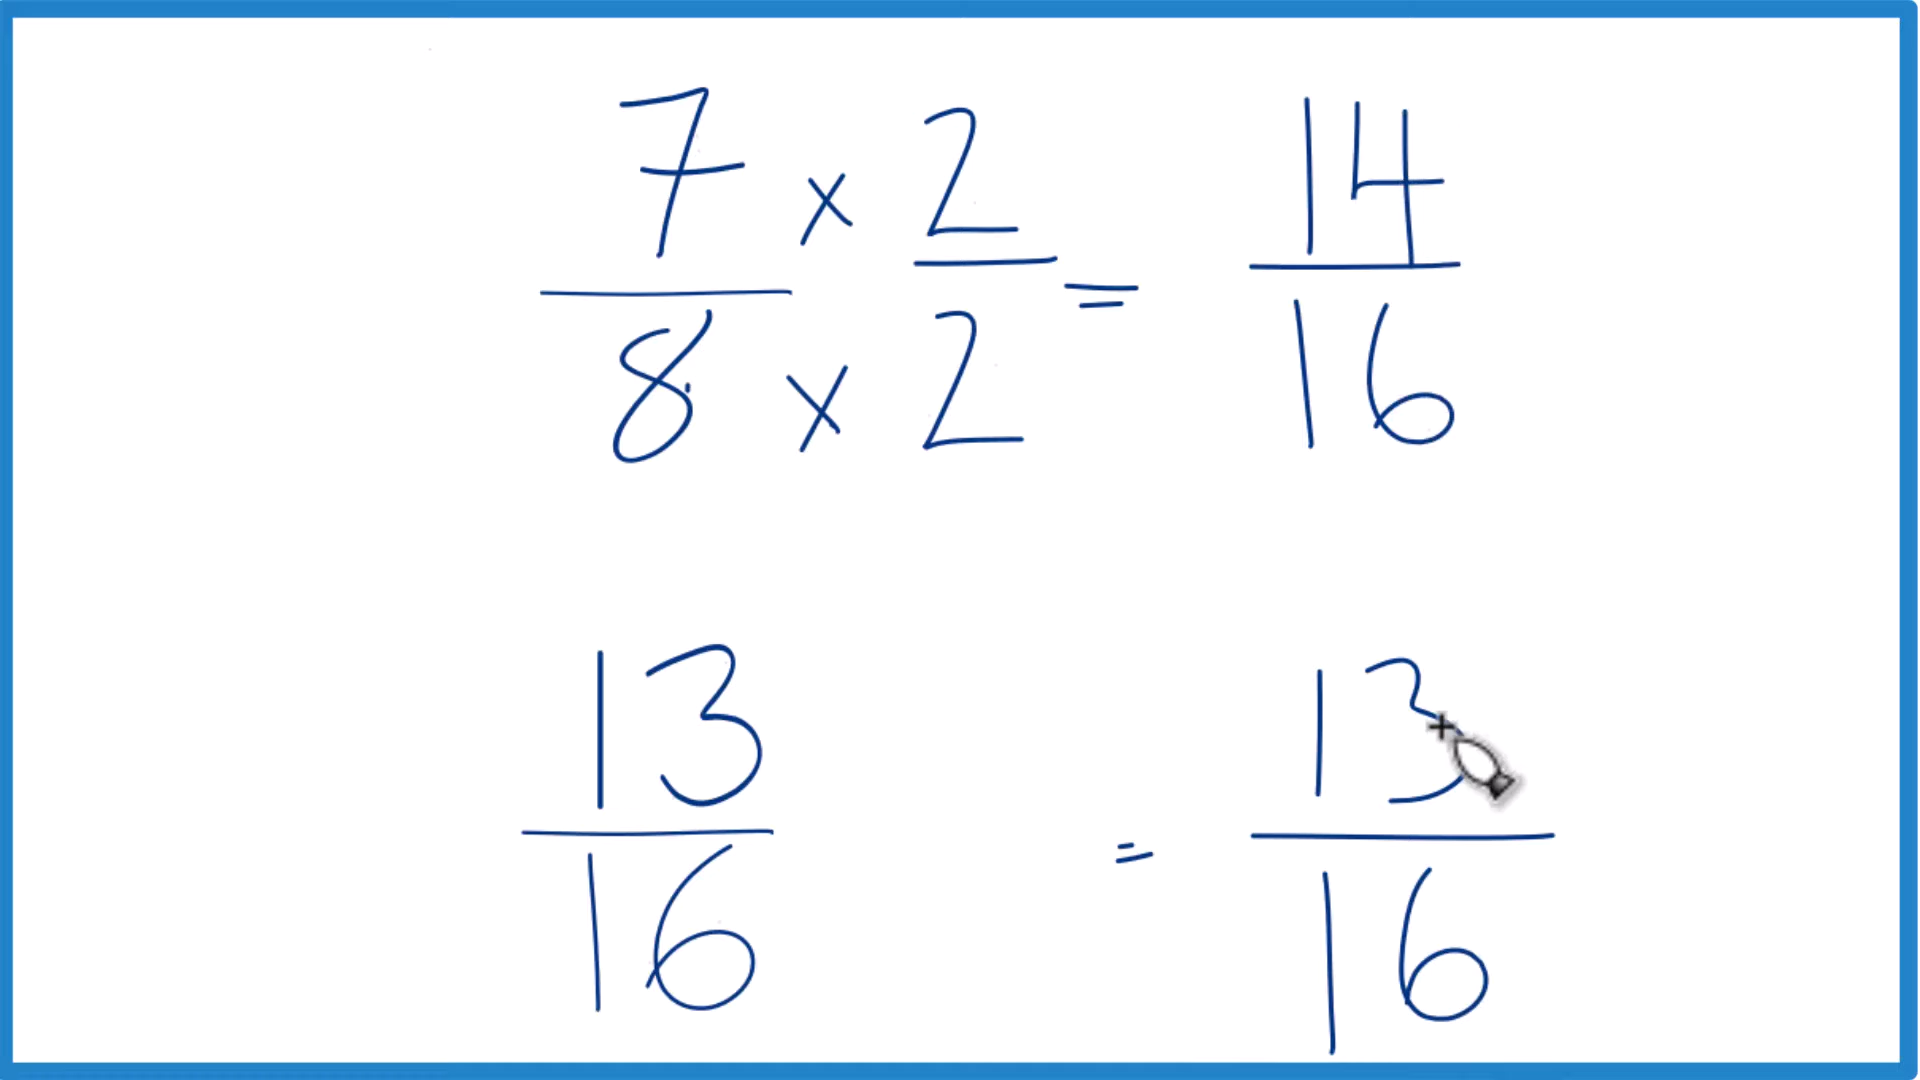 7 x 2 = 14
8 x 2 16
13 = 13
16 16